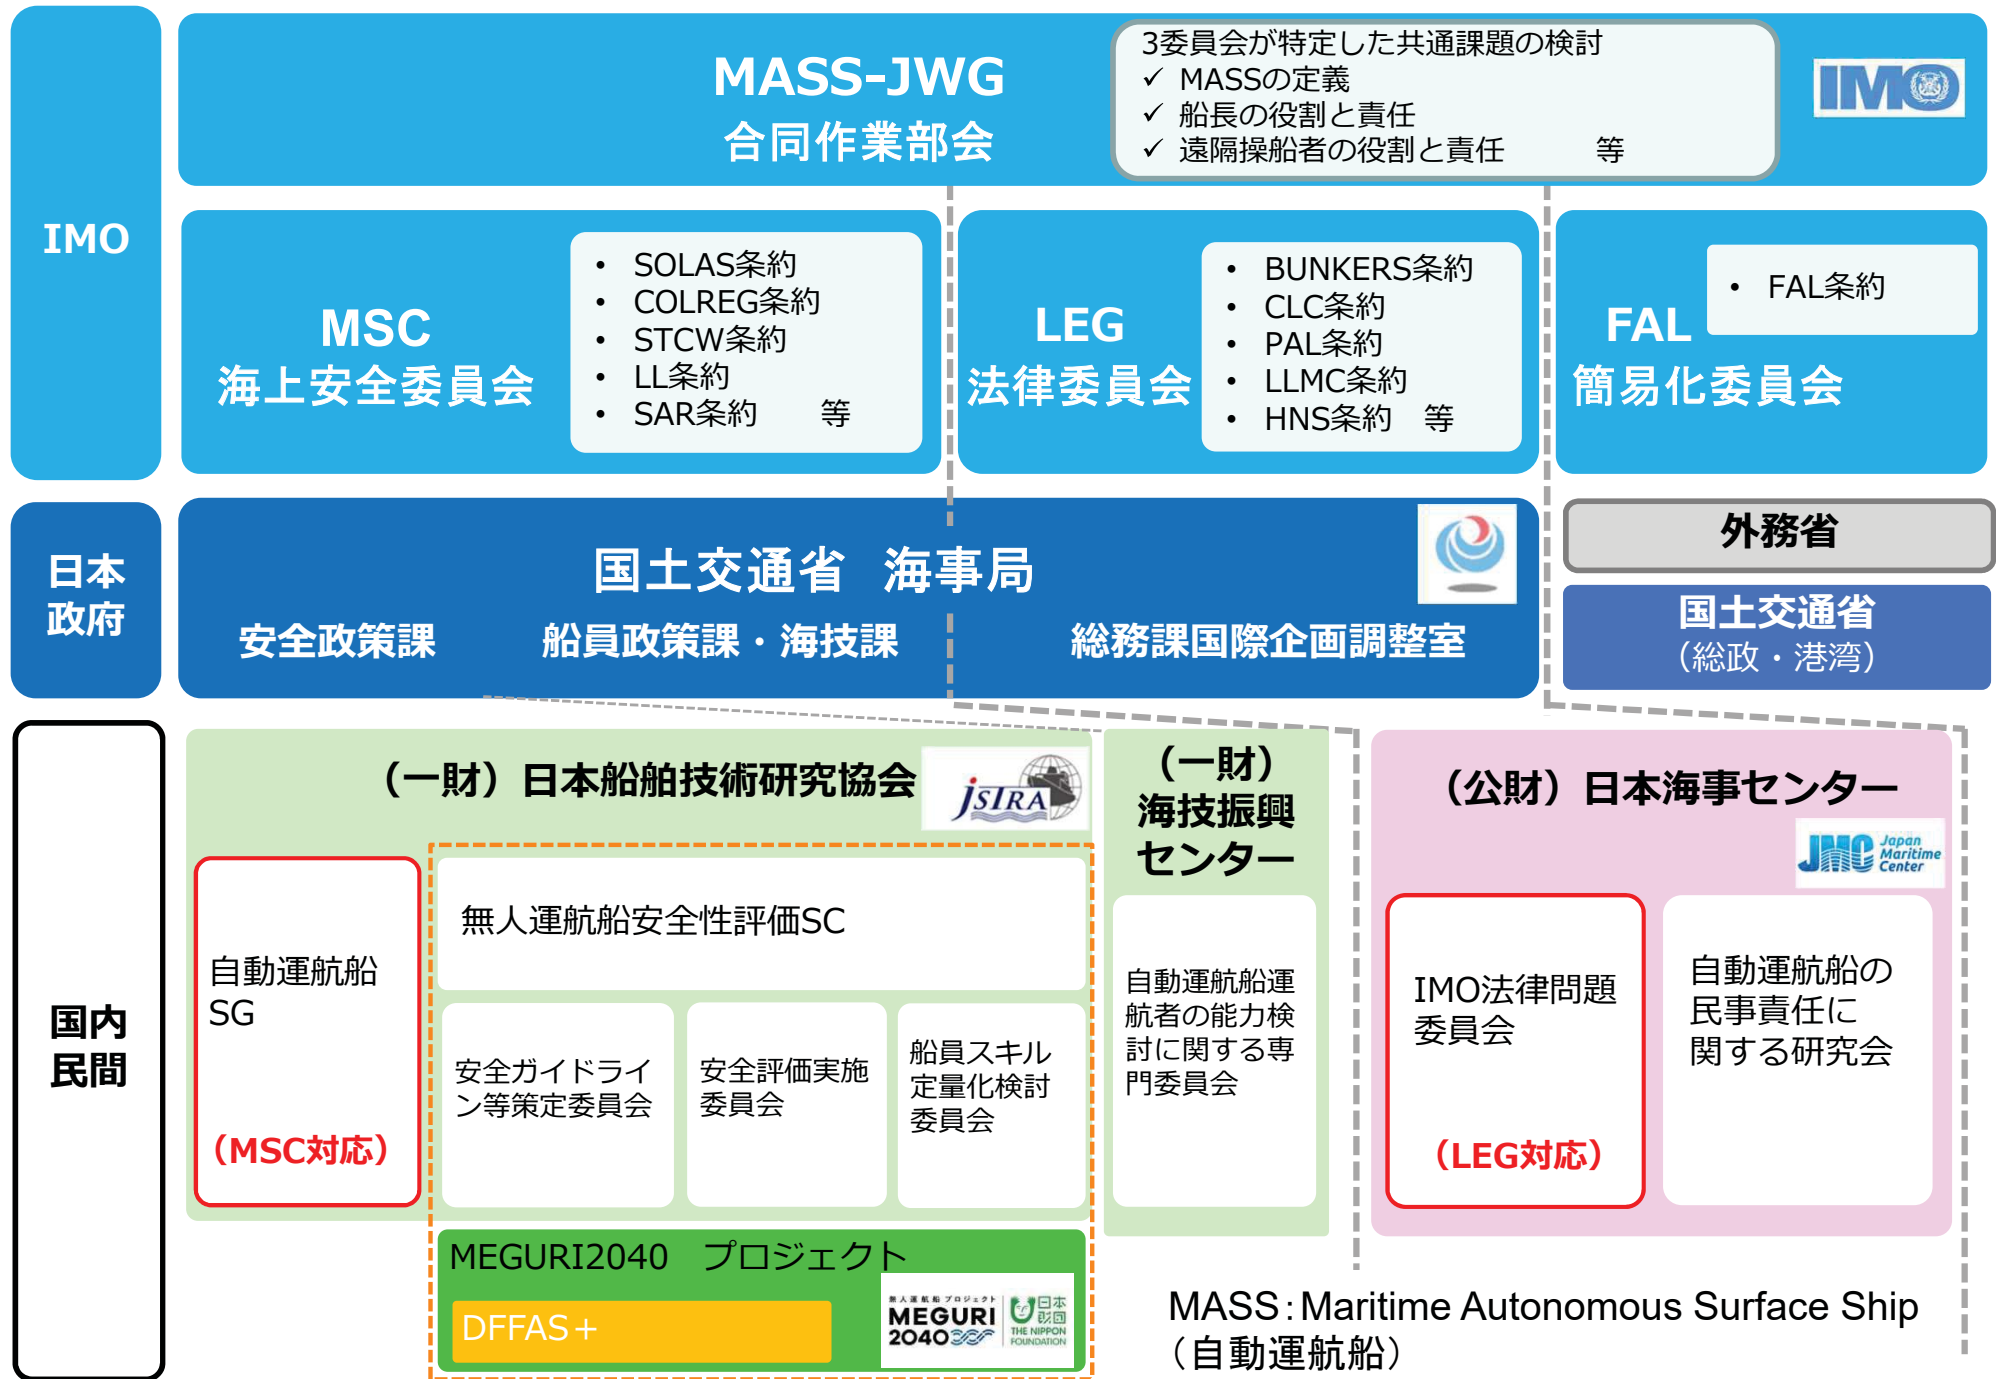 IMO
MASS-JWG
合同作業部会
3委員会が特定した共通課題の検討
✓ MASSの定義
✓ 船長の役割と責任
✓ 遠隔操船者の役割と責任　　等
IMO
MSC
海上安全委員会
• SOLAS条約
• COLREG条約
• STCW条約
• LL条約
• SAR条約　等
LEG
法律委員会
• BUNKERS条約
• CLC条約
• PAL条約
• LLMC条約
• HNS条約　等
FAL
簡易化委員会
• FAL条約
日本
政府
国土交通省　海事局
安全政策課
船員政策課・海技課
総務課国際企画調整室
外務省
国土交通省
（総政・港湾）
国内
民間
（一財）日本船舶技術研究協会
JSTRA
自動運航船
SG
（MSC対応）
無人運航船安全性評価SC
安全ガイドライ
ン等策定委員会
安全評価実施
委員会
船員スキル
定量化検討
委員会
MEGURI2040　プロジェクト
DFFAS＋
無人運航船プロジェクト
MEGURI
2040
日本
財団
THE NIPPON
FOUNDATION
（一財）
海技振興
センター
自動運航船運
航者の能力検
討に関する専
門委員会
（公財）日本海事センター
JMC
Japan
Maritime
Center
IMO法律問題
委員会
（LEG対応）
自動運航船の
民事責任に
関する研究会
MASS：Maritime Autonomous Surface Ship
（自動運航船）